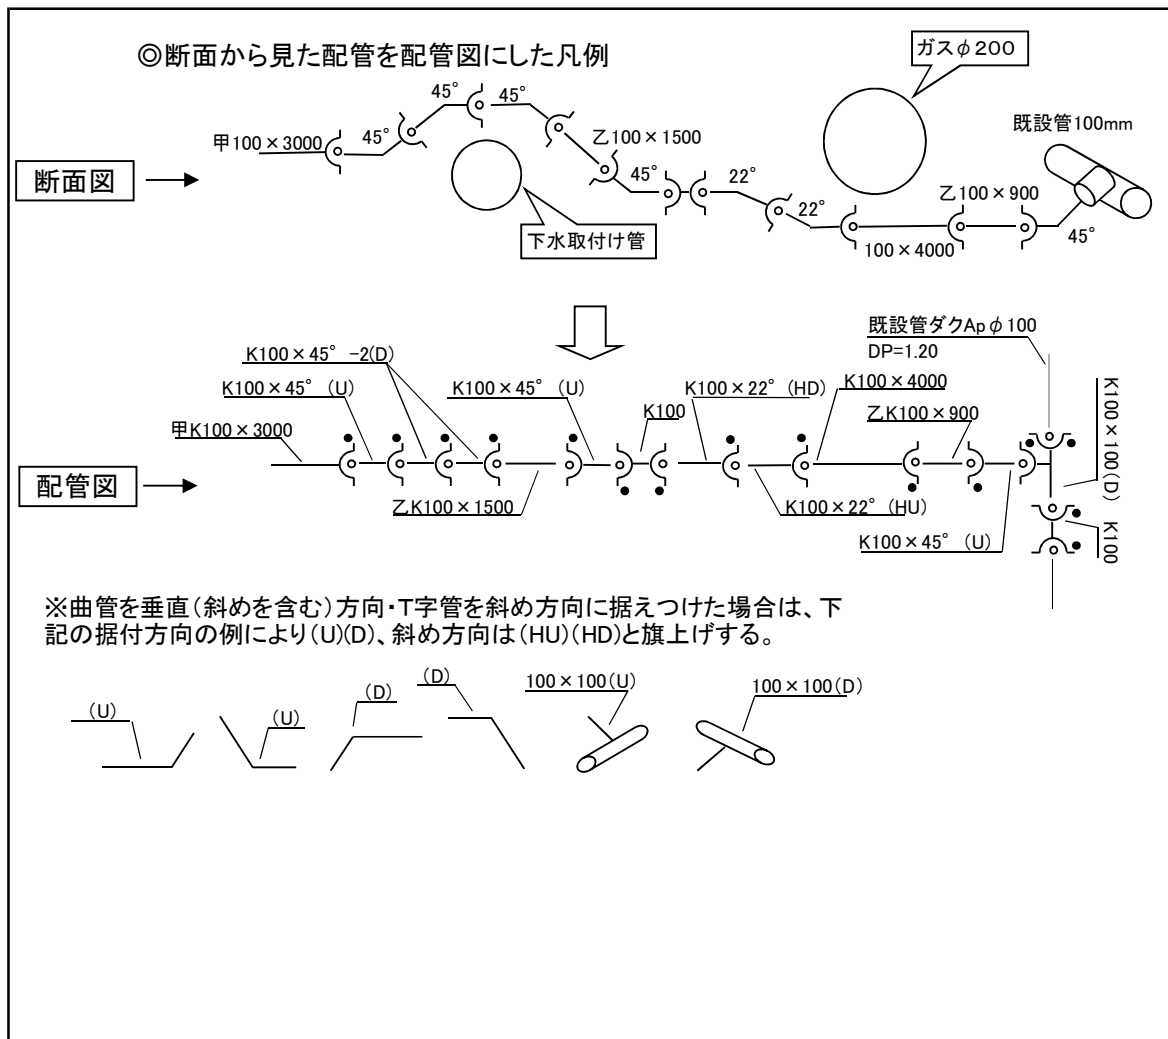 ◎断面から見た配管を配管図にした凡例
ガスφ200
45°
45°
甲100×3000
45°
乙100×1500
既設管100mm
断面図
45°
22°
乙100×900
22°
下水取付け管
100×4000
45°
既設管ダクApφ100
DP=1.20
K100×45° -2(D)
K100×45° (U)
K100×45° (U)
K100×22° (HD)
K100×4000
K100
乙K100×900
甲K100×3000
K100×100(D)
配管図
乙K100×1500
K100×22° (HU)
K100×45° (U)
K100
※曲管を垂直(斜めを含む)方向・T字管を斜め方向に据えつけた場合は、下
記の据付方向の例により(U)(D)、斜め方向は(HU)(HD)と旗上げする。
(U)
(U)
(D)
(D)
100×100(U)
100×100(D)